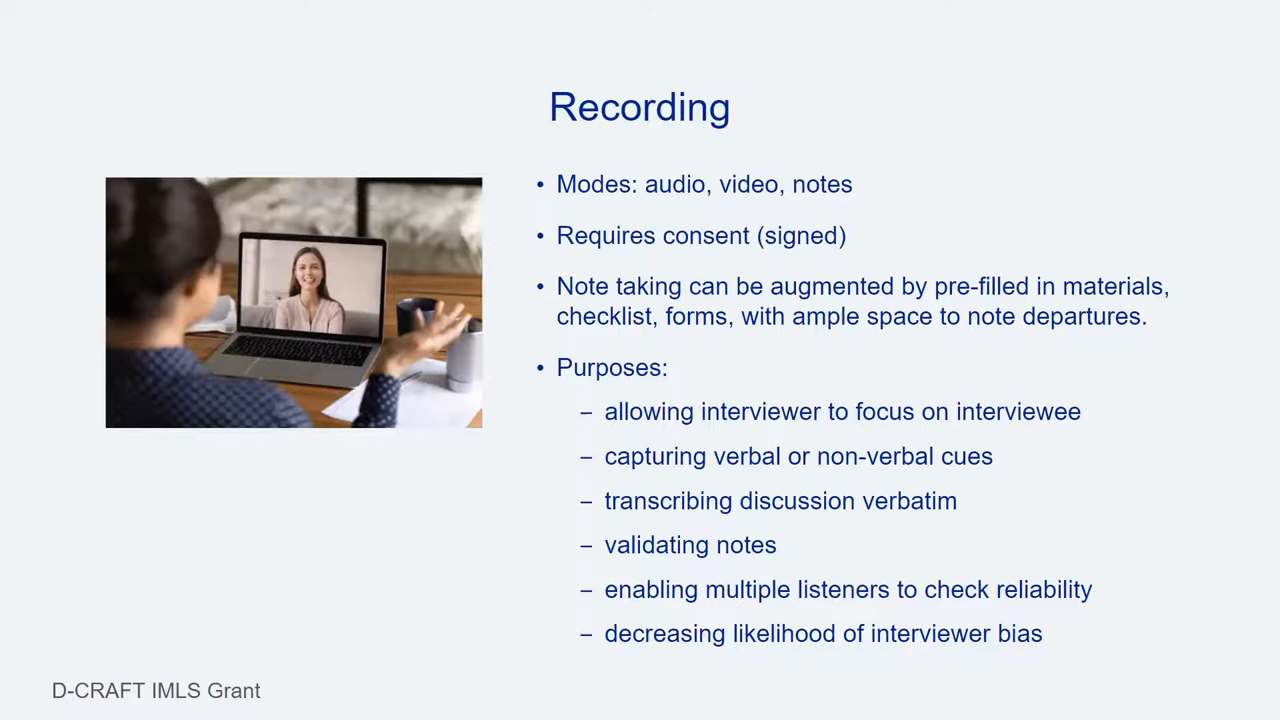 Recording
• Modes: audio, video, notes
• Requires consent (signed)
• Note taking can be augmented by pre-filled in materials,
checklist, forms, with ample space to note departures.
• Purposes:
– allowing interviewer to focus on interviewee
– capturing verbal or non-verbal cues
– transcribing discussion verbatim
– validating notes
– enabling multiple listeners to check reliability
– decreasing likelihood of interviewer bias
D-CRAFT IMLS Grant